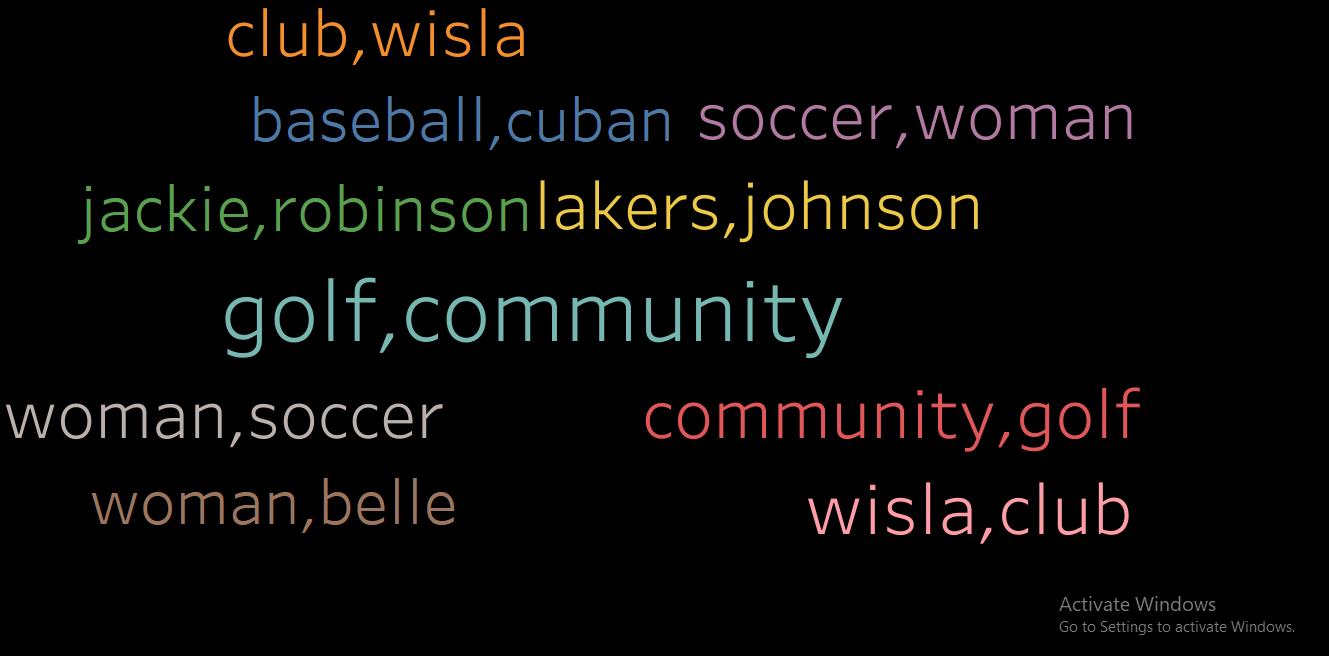 club,wisla
baseball,cuban soccer,woman
jackie,robinson lakers,johnson
golf,community
woman,soccer community,golf
woman,belle wisla,club
Activate Windows
Go to Settings to activate Windows.